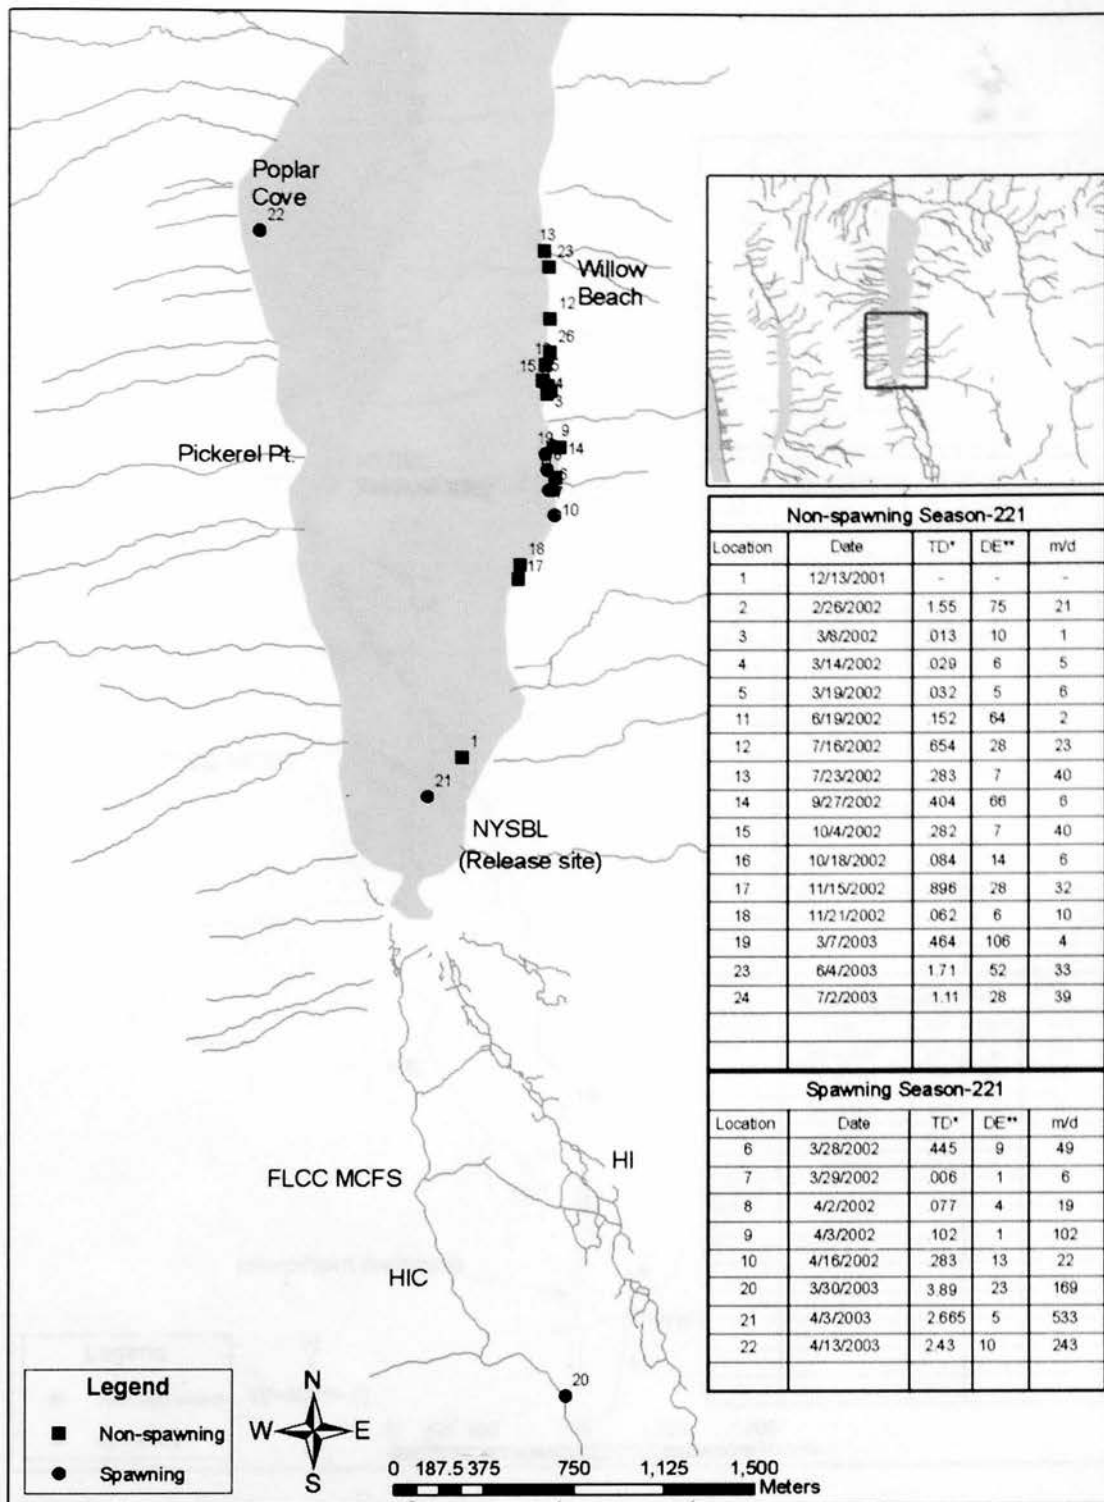 Poplar
Cove
22
13
23
Willow
Beach
12
26
15
5
4
3
Pickerel Pt.
19
9
14
8
6
10
18
17
1
21
NYSBL
(Release site)
FLCC MCFS
HI
HIC
20
Non-spawning Season-221
Location Date TD* DE** m/d
1 12/13/2001 - - -
2 2/26/2002 1.55 75 21
3 3/8/2002 .013 10 1
4 3/14/2002 .029 6 5
5 3/19/2002 .032 5 6
11 6/19/2002 .152 64 2
12 7/16/2002 .654 28 23
13 7/23/2002 .283 7 40
14 9/27/2002 .404 66 6
15 10/4/2002 .282 7 40
16 10/18/2002 .084 14 6
17 11/15/2002 .896 28 32
18 11/21/2002 .062 6 10
19 3/7/2003 .464 106 4
23 6/4/2003 1.71 52 33
24 7/2/2003 1.11 28 39
Spawning Season-221
Location Date TD* DE** m/d
6 3/28/2002 .445 9 49
7 3/29/2002 .006 1 6
8 4/2/2002 .077 4 19
9 4/3/2002 .102 1 102
10 4/16/2002 .283 13 22
20 3/30/2003 3.89 23 169
21 4/3/2003 2.665 5 533
22 4/13/2003 2.43 10 243
Legend
Non-spawning
Spawning
N
W E
S
0 187.5 375 750 1,125 1,500
Meters